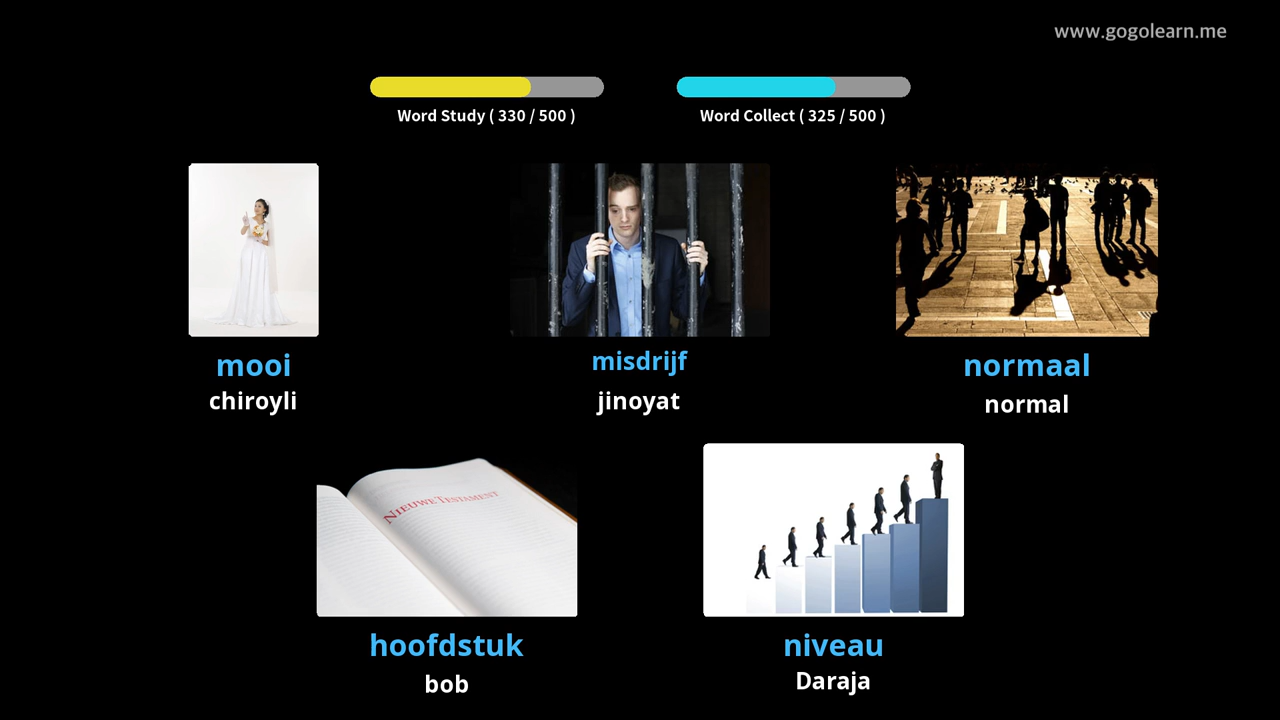 www.gogolearn.me
Word Study ( 330 / 500 )
Word Collect ( 325 / 500 )
mooi
chiroyli
misdrijf
jinoyat
normaal
normal
NIEUWE TESTAMENT
hoofdstuk
bob
niveau
Daraja